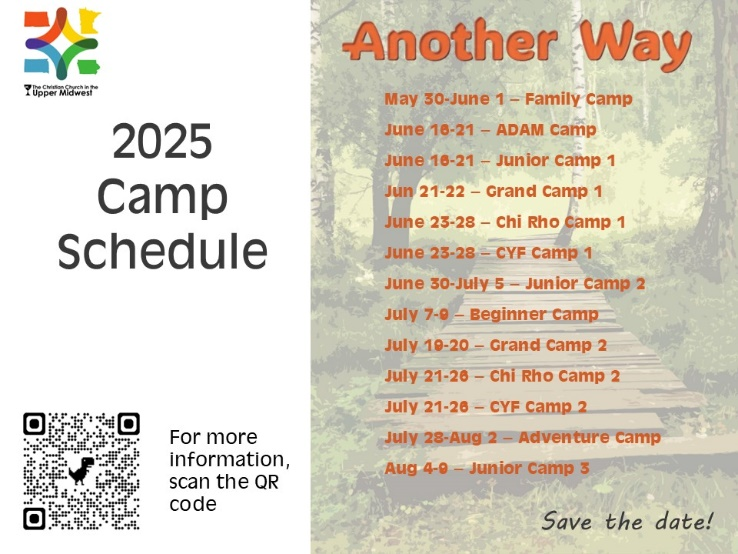 The Christian Church in the
Upper Midwest
2025
Camp
Schedule
For more
information,
scan the QR
code
Another Way
May 30-June 1 – Family Camp
June 16-21 – ADAM Camp
June 16-21 – Junior Camp 1
Jun 21-22 – Grand Camp 1
June 23-28 – Chi Rho Camp 1
June 23-28 – CYF Camp 1
June 30-July 5 – Junior Camp 2
July 7-9 – Beginner Camp
July 19-20 – Grand Camp 2
July 21-26 – Chi Rho Camp 2
July 21-26 – CYF Camp 2
July 28-Aug 2 – Adventure Camp
Aug 4-9 – Junior Camp 3
Save the date!